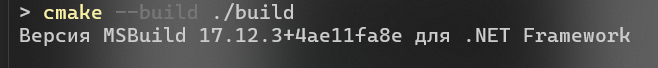 > cmake --build ./build
Версия MSBuild 17.12.3+4ae11fa8e для .NET Framework